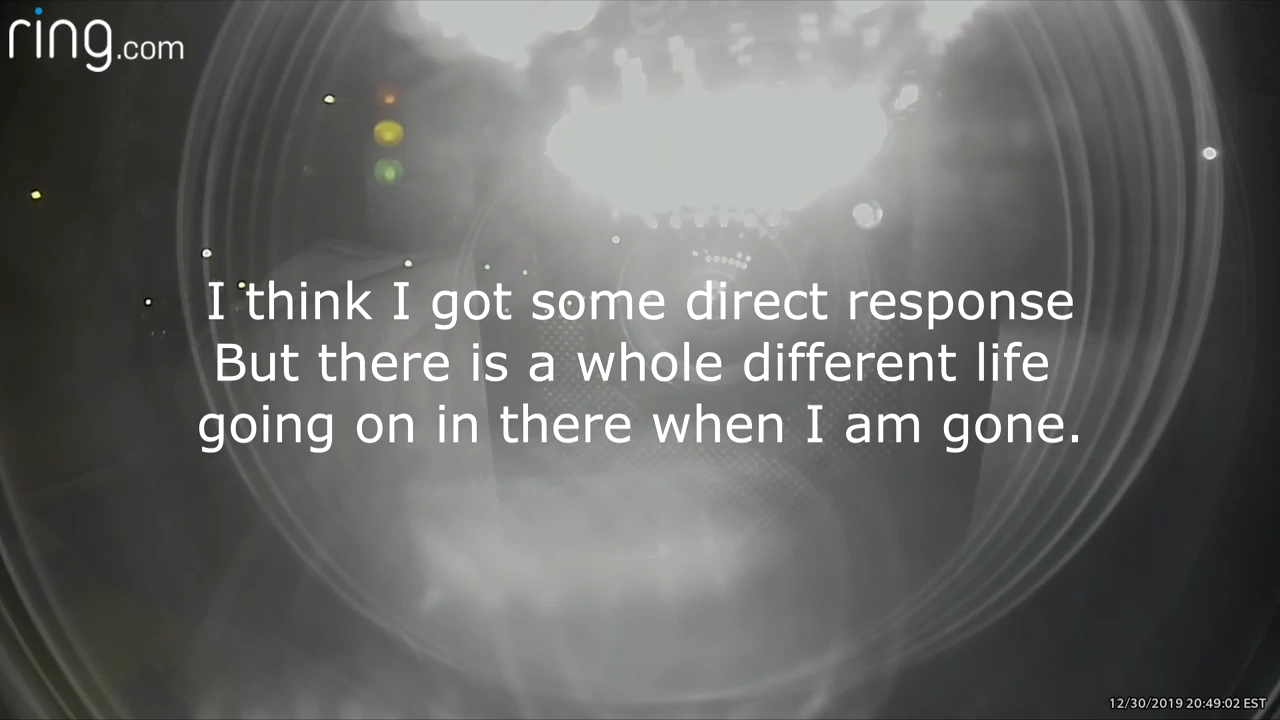 ring.com
I think I got some direct response
But there is a whole different life
going on in there when I am gone.
12/30/2019 20:49:02 EST